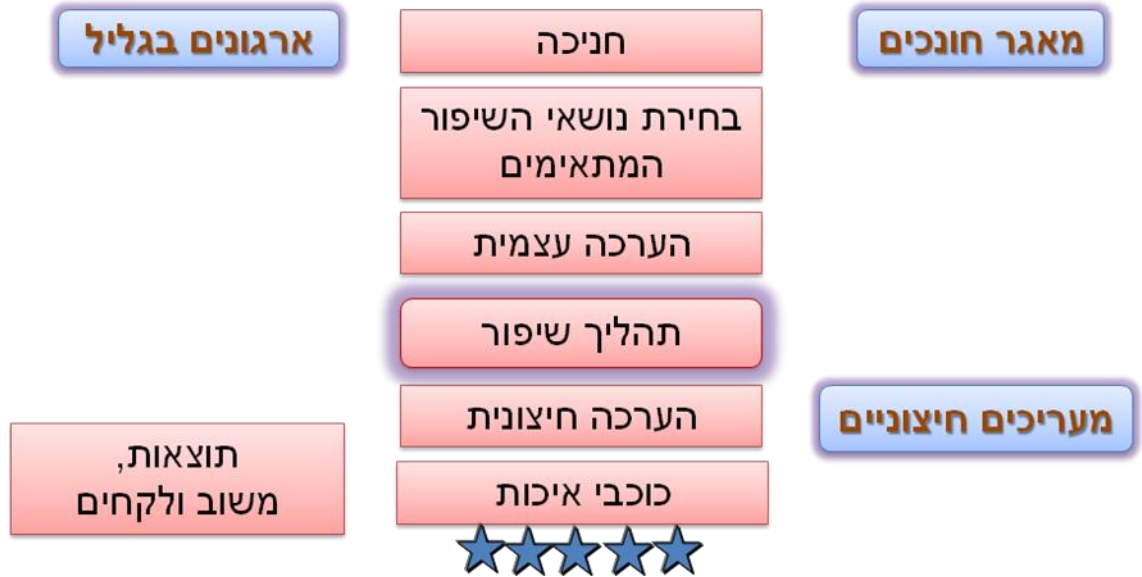 מאגר חונכים
חניכה
ארגונים בגליל
בחירת נושאי השיפור
המתאימים
הערכה עצמית
תהליך שיפור
הערכה חיצונית
מעריכים חיצוניים
כוכבי איכות
תוצאות,
משוב ולקחים